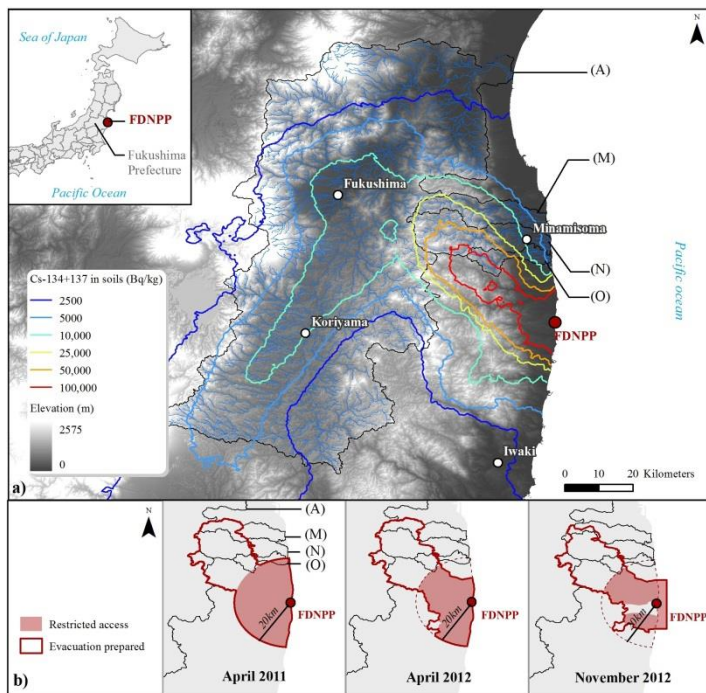 Sea of Japan
FDNPP
Fukushima
Prefecture
Pacific Ocean
N
(A)
(M)
Fukushima
Minamisoma
(N)
(O)
Pacific ocean
Cs-134+137 in soils (Bq/kg)
2500
5000
10,000
25,000
50,000
100,000
Koriyama
FDNPP
Elevation (m)
2575
0
Iwaki
0 10 20 Kilometers
a)
N
(A)
(M)
(N)
(O)
20km
FDNPP
20km
FDNPP
20km
FDNPP
Restricted access
Evacuation prepared
b)
April 2011
April 2012
November 2012